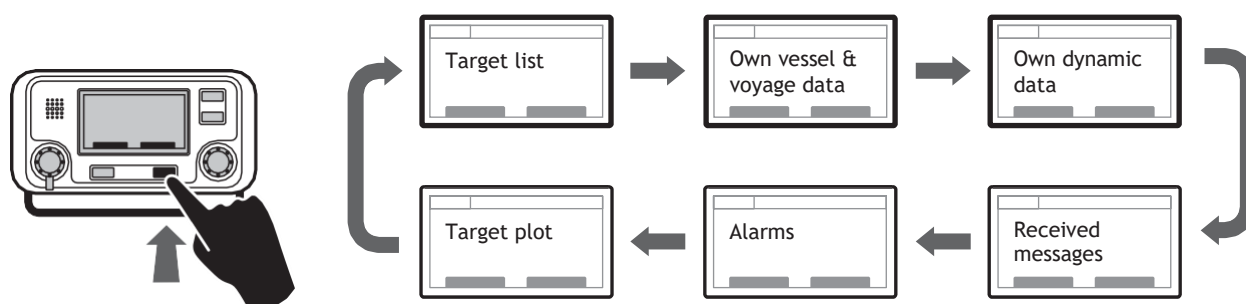 Target list
Own vessel &
voyage data
Own dynamic
data
Target plot
Alarms
Received
messages